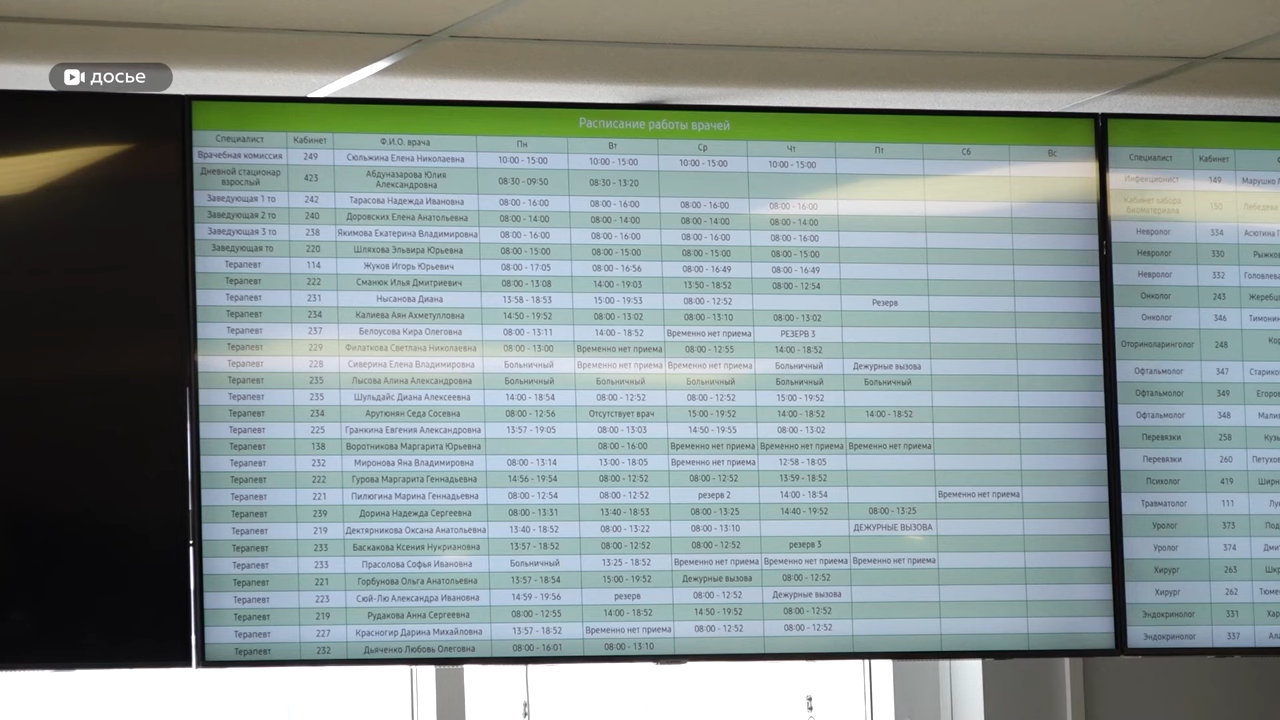 досье
Расписание работы врачей
Специалист Кабинет Ф.И.О. врача Пн Вт Ср Чт Пт Сб Вс
Врачебная комиссия 249 Сюльжина Елена Николаевна 10:00 - 15:00 10:00 - 15:00 10:00 - 15:00 10:00 - 15:00
Дневной стационар взрослый 423 Абдуназарова Юлия Александровна 08:30 - 09:50 08:30 - 13:20
Заведующая 1 то 242 Тарасова Надежда Ивановна 08:00 - 16:00 08:00 - 16:00 08:00 - 16:00 08:00 - 16:00
Заведующая 2 то 240 Доровских Елена Анатольевна 08:00 - 14:00 08:00 - 14:00 08:00 - 14:00 08:00 - 14:00
Заведующая 3 то 238 Якимова Екатерина Владимировна 08:00 - 16:00 08:00 - 16:00 08:00 - 16:00 08:00 - 16:00
Заведующая то 220 Шляхова Эльвира Юрьевна 08:00 - 15:00 08:00 - 15:00 08:00 - 15:00 08:00 - 15:00
Терапевт 114 Жуков Игорь Юрьевич 08:00 - 17:05 08:00 - 16:56 08:00 - 16:49 08:00 - 16:49
Терапевт 222 Сманюк Илья Дмитриевич 08:00 - 13:08 14:00 - 19:03 13:50 - 18:52 08:00 - 12:54
Терапевт 231 Нысанова Диана 13:58 - 18:53 15:00 - 19:53 08:00 - 12:52 Резерв
Терапевт 234 Калиева Аян Ахметулловна 14:50 - 19:52 08:00 - 13:02 08:00 - 13:10 08:00 - 13:02
Терапевт 237 Белоусова Кира Олеговна 08:00 - 13:11 14:00 - 18:52 Временно нет приема РЕЗЕРВ 3
Терапевт 229 Филаткова Светлана Николаевна 08:00 - 13:00 Временно нет приема 08:00 - 12:55 14:00 - 18:52
Терапевт 228 Сиверина Елена Владимировна Больничный Временно нет приема Временно нет приема Больничный Дежурные вызова
Терапевт 235 Лысова Алина Александровна Больничный Больничный Больничный Больничный Больничный
Терапевт 235 Шульдайс Диана Алексеевна 14:00 - 18:54 08:00 - 12:52 08:00 - 12:52 15:00 - 19:52
Терапевт 234 Арутюнян Седа Сосевна 08:00 - 12:56 Отсутствует врач 15:00 - 19:52 14:00 - 18:52 14:00 - 18:52
Терапевт 225 Гранкина Евгения Александровна 13:57 - 19:05 08:00 - 13:03 14:50 - 19:55 08:00 - 13:02
Терапевт 138 Воротникова Маргарита Юрьевна 08:00 - 16:00 Временно нет приема Временно нет приема Временно нет приема
Терапевт 232 Миронова Яна Владимировна 08:00 - 13:14 13:00 - 18:05 Временно нет приема 12:58 - 18:05
Терапевт 222 Гурова Маргарита Геннадьевна 14:56 - 19:54 08:00 - 12:52 08:00 - 12:52 13:59 - 18:52
Терапевт 221 Пилюгина Марина Геннадьевна 08:00 - 12:54 08:00 - 12:52 резерв 2 14:00 - 18:54 Временно нет приема
Терапевт 239 Дорина Надежда Сергеевна 08:00 - 13:31 13:40 - 18:53 08:00 - 13:25 14:40 - 19:52 08:00 - 13:25
Терапевт 219 Дектярникова Оксана Анатольевна 13:40 - 18:52 08:00 - 13:22 08:00 - 13:10 ДЕЖУРНЫЕ ВЫЗОВА
Терапевт 233 Баскакова Ксения Нукриановна 13:57 - 18:52 08:00 - 12:52 08:00 - 12:52 резерв 3
Терапевт 233 Прасолова Софья Ивановна Больничный 13:25 - 18:52 Временно нет приема Временно нет приема Временно нет приема
Терапевт 221 Горбунова Ольга Анатольевна 13:57 - 18:54 15:00 - 19:52 Дежурные вызова 08:00 - 12:52
Терапевт 223 Сюй-Лю Александра Ивановна 14:59 - 19:56 резерв 08:00 - 12:52 Дежурные вызова
Терапевт 219 Рудакова Анна Сергеевна 08:00 - 12:55 14:00 - 18:52 14:50 - 19:52 08:00 - 12:52
Терапевт 227 Красногир Дарина Михайловна 13:57 - 18:52 Временно нет приема 08:00 - 12:52 08:00 - 12:52
Терапевт 232 Дьяченко Любовь Олеговна 08:00 - 16:01 08:00 - 13:10
Специалист Кабинет Ф
Инфекционист 149 Марушко
Кабинет забора биоматериала 150 Лебедева
Невролог 334 Асютина
Невролог 330 Рыжков
Невролог 332 Головлева
Онколог 243 Жеребц
Онколог 346 Тимонин
Оториноларинголог 248 Кор
Офтальмолог 347 Стариков
Офтальмолог 349 Егоров
Офтальмолог 348 Мали
Перевязки 258 Кузь
Перевязки 260 Петухов
Психолог 419 Ширн
Травматолог 111 Лу
Уролог 373 Под
Уролог 374 Дми
Хирург 263 Шир
Хирург 262 Тюме
Эндокринолог 331 Хар
Эндокринолог 337 Ала